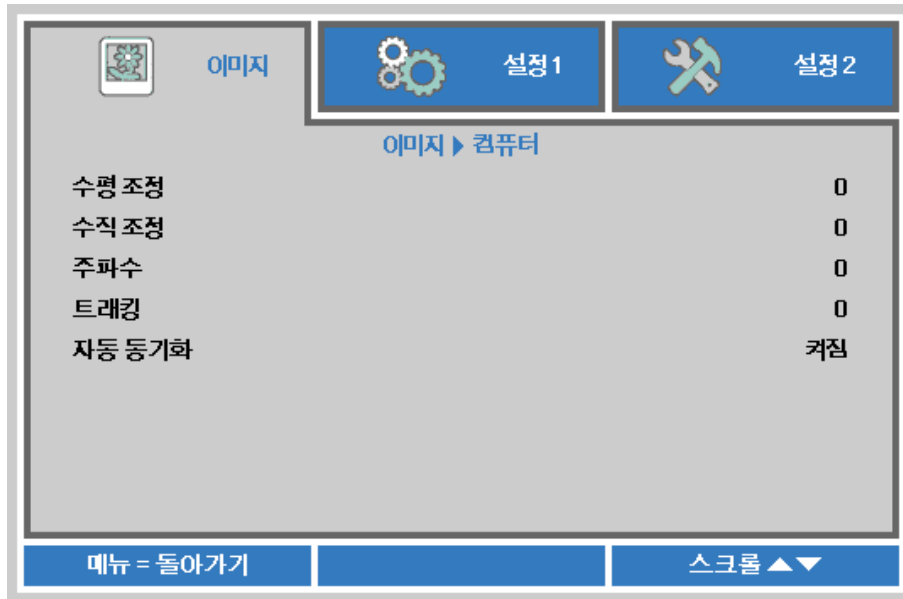 이미지
설정 1
설정 2
이미지 ▶ 컴퓨터
수평 조정 0
수직 조정 0
주파수 0
트래킹 0
자동 동기화 켜짐
메뉴 = 돌아가기
스크롤 ▲▼